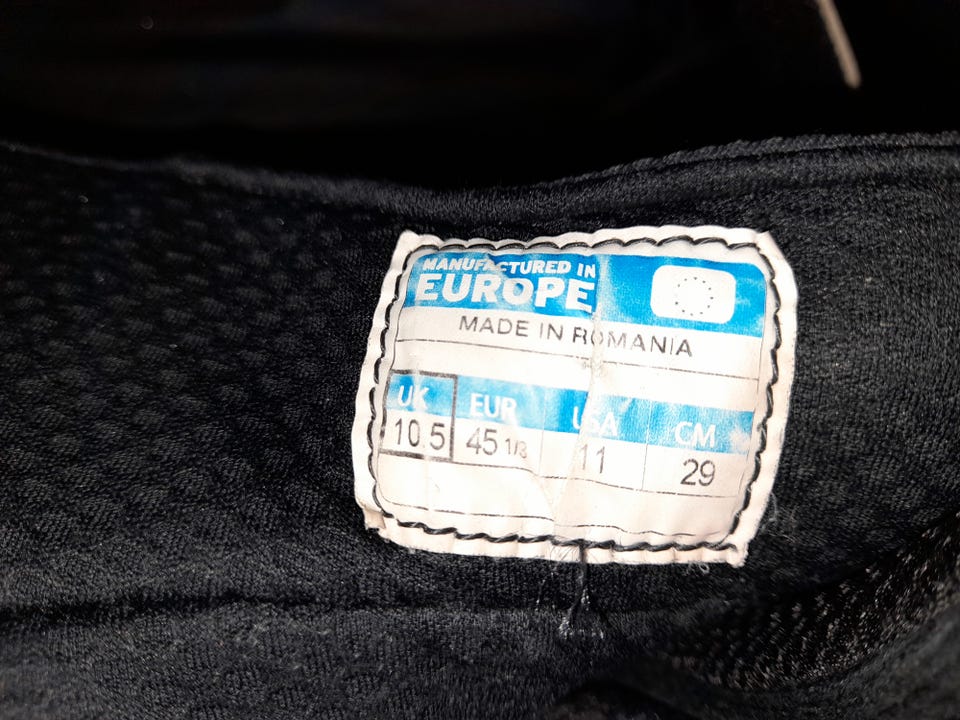 MANUFACTURED IN
EUROPE
MADE IN ROMANIA
UK EUR USA CM
10.5 45 1/3 11 29